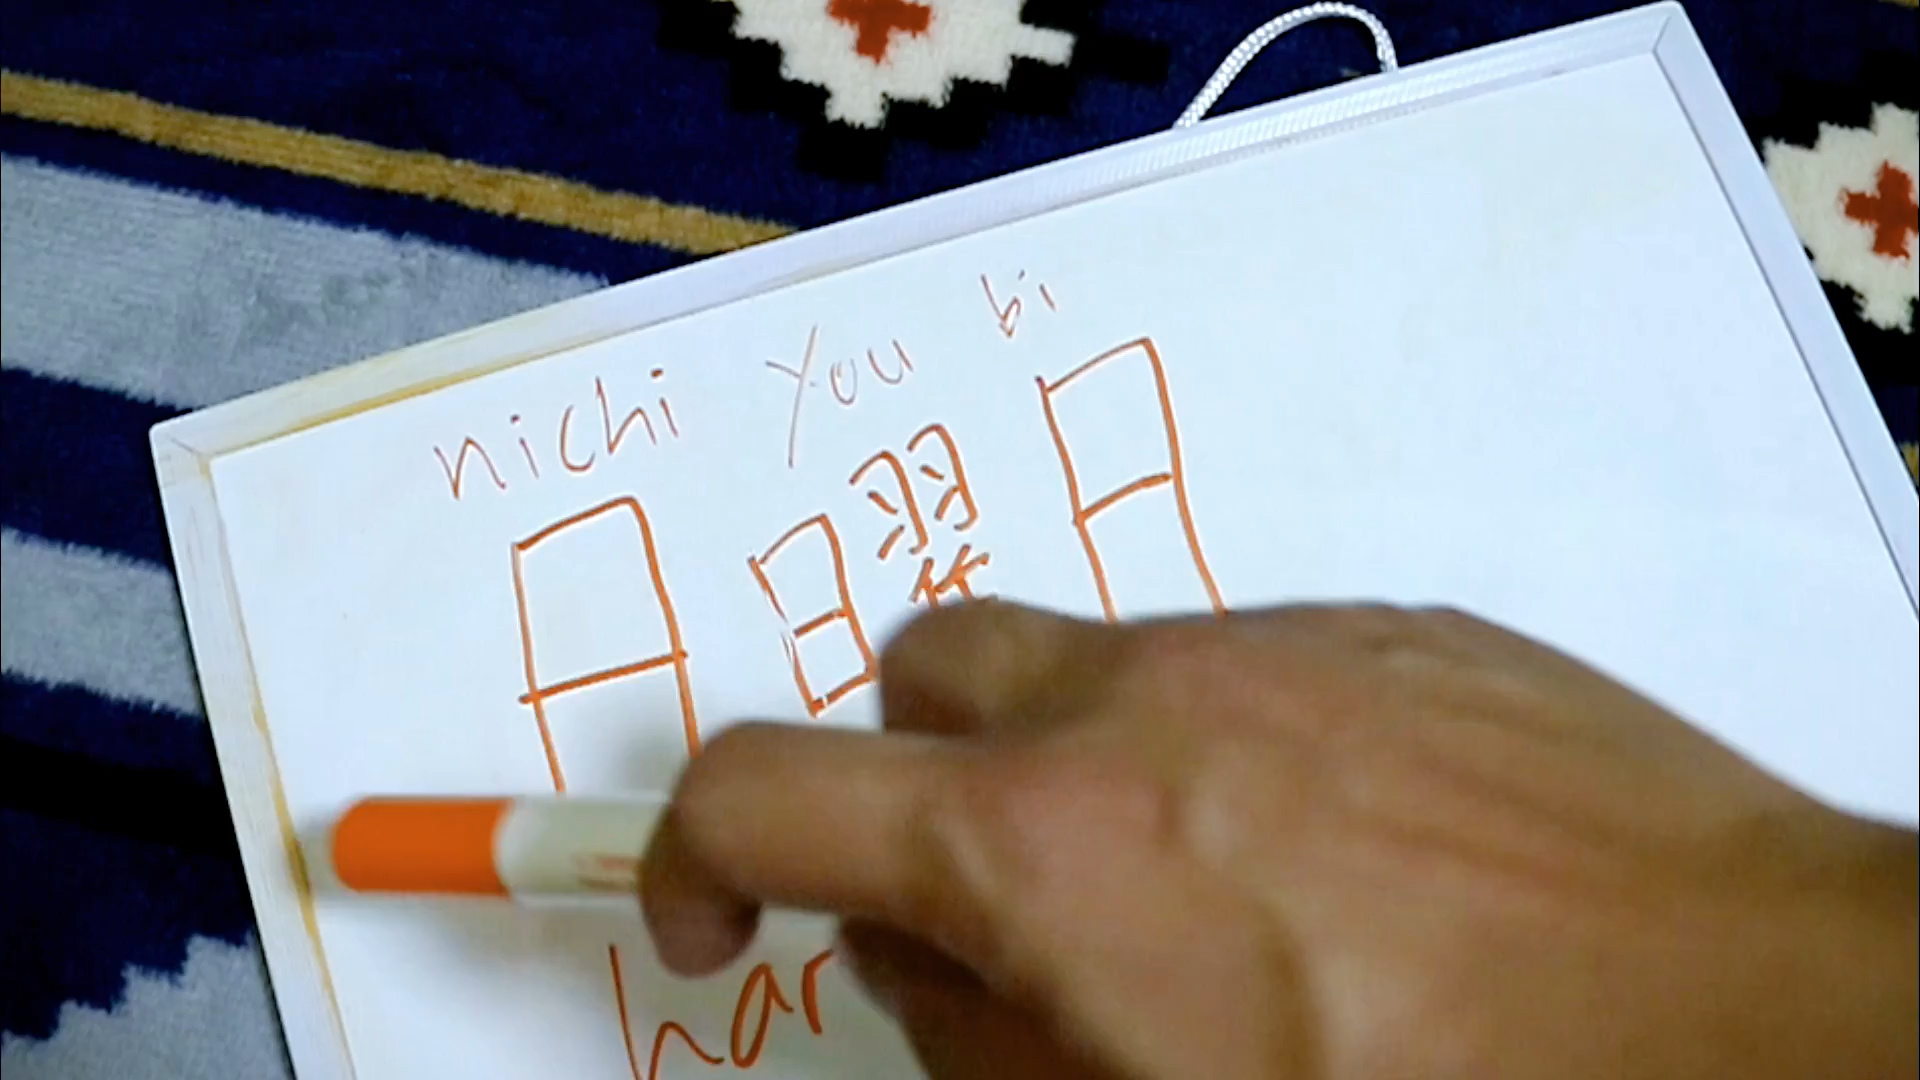 nichi you bi
日曜日
har